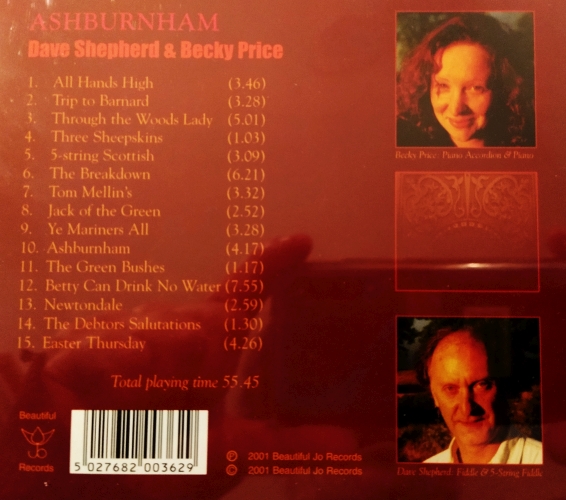 ASHBURNHAM
Dave Shepherd & Becky Price
1. All Hands High (3.46)
2. Trip to Barnard (3.28)
3. Through the Woods Lady (5.01)
4. Three Sheepskins (1.03)
5. 5-string Scottish (3.09)
6. The Breakdown (6.21)
7. Tom Mellin's (3.32)
8. Jack of the Green (2.52)
9. Ye Mariners All (3.28)
10. Ashburnham (4.17)
11. The Green Bushes (1.17)
12. Betty Can Drink No Water (7.55)
13. Newtondale (2.59)
14. The Debtors Salutations (1.30)
15. Easter Thursday (4.26)
Total playing time 55.45
Becky Price: Piano Accordion & Piano
Dave Shepherd: Fiddle & 5-String Fiddle
Beautiful
Jo
Records
5 027682 003629
℗ 2001 Beautiful Jo Records
© 2001 Beautiful Jo Records